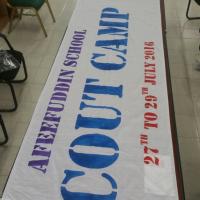 AFEEFUDDIN SCHOOL
COUT CAMP
27TH TO 29TH JULY 2016